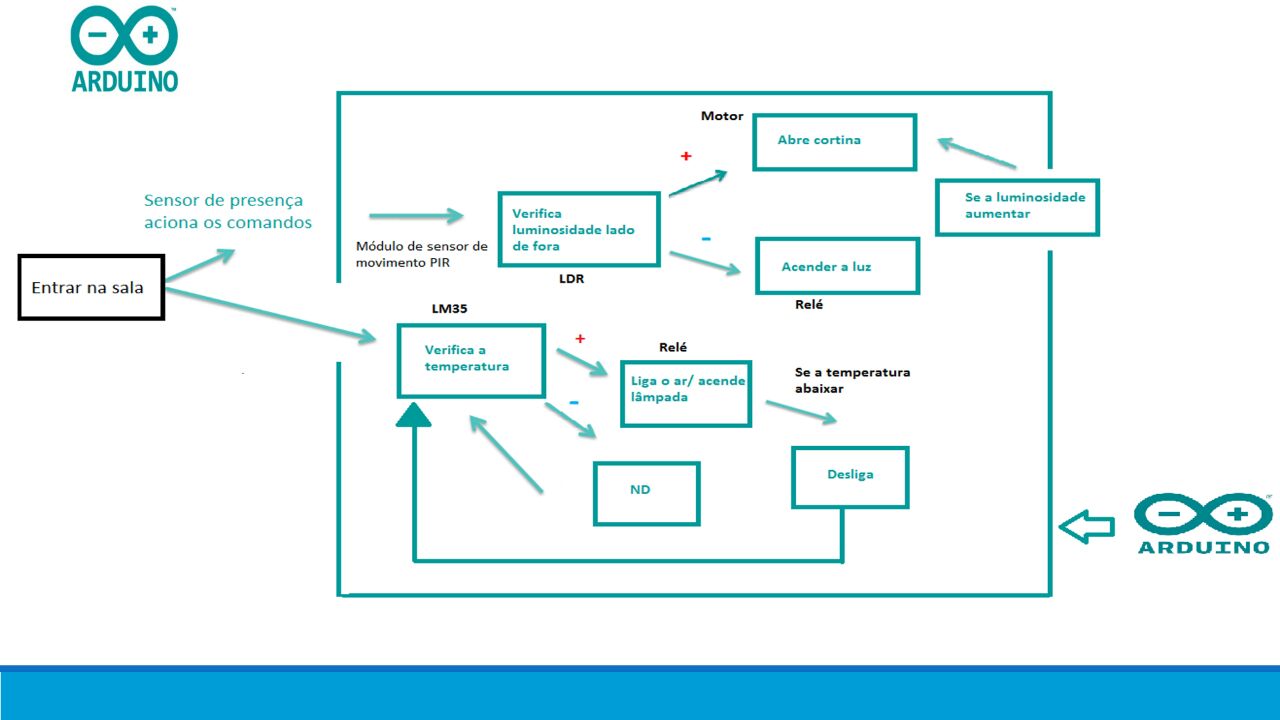 ARDUINO
Motor
Abre cortina
+
Sensor de presença
aciona os comandos
Verifica
luminosidade lado
de fora
Se a luminosidade
aumentar
-
Módulo de sensor de
movimento PIR
LDR
Acender a luz
Relé
Entrar na sala
LM35
Verifica a
temperatura
+
-
Relé
Liga o ar/ acende
lâmpada
Se a temperatura
abaixar
ND
Desliga
ARDUINO